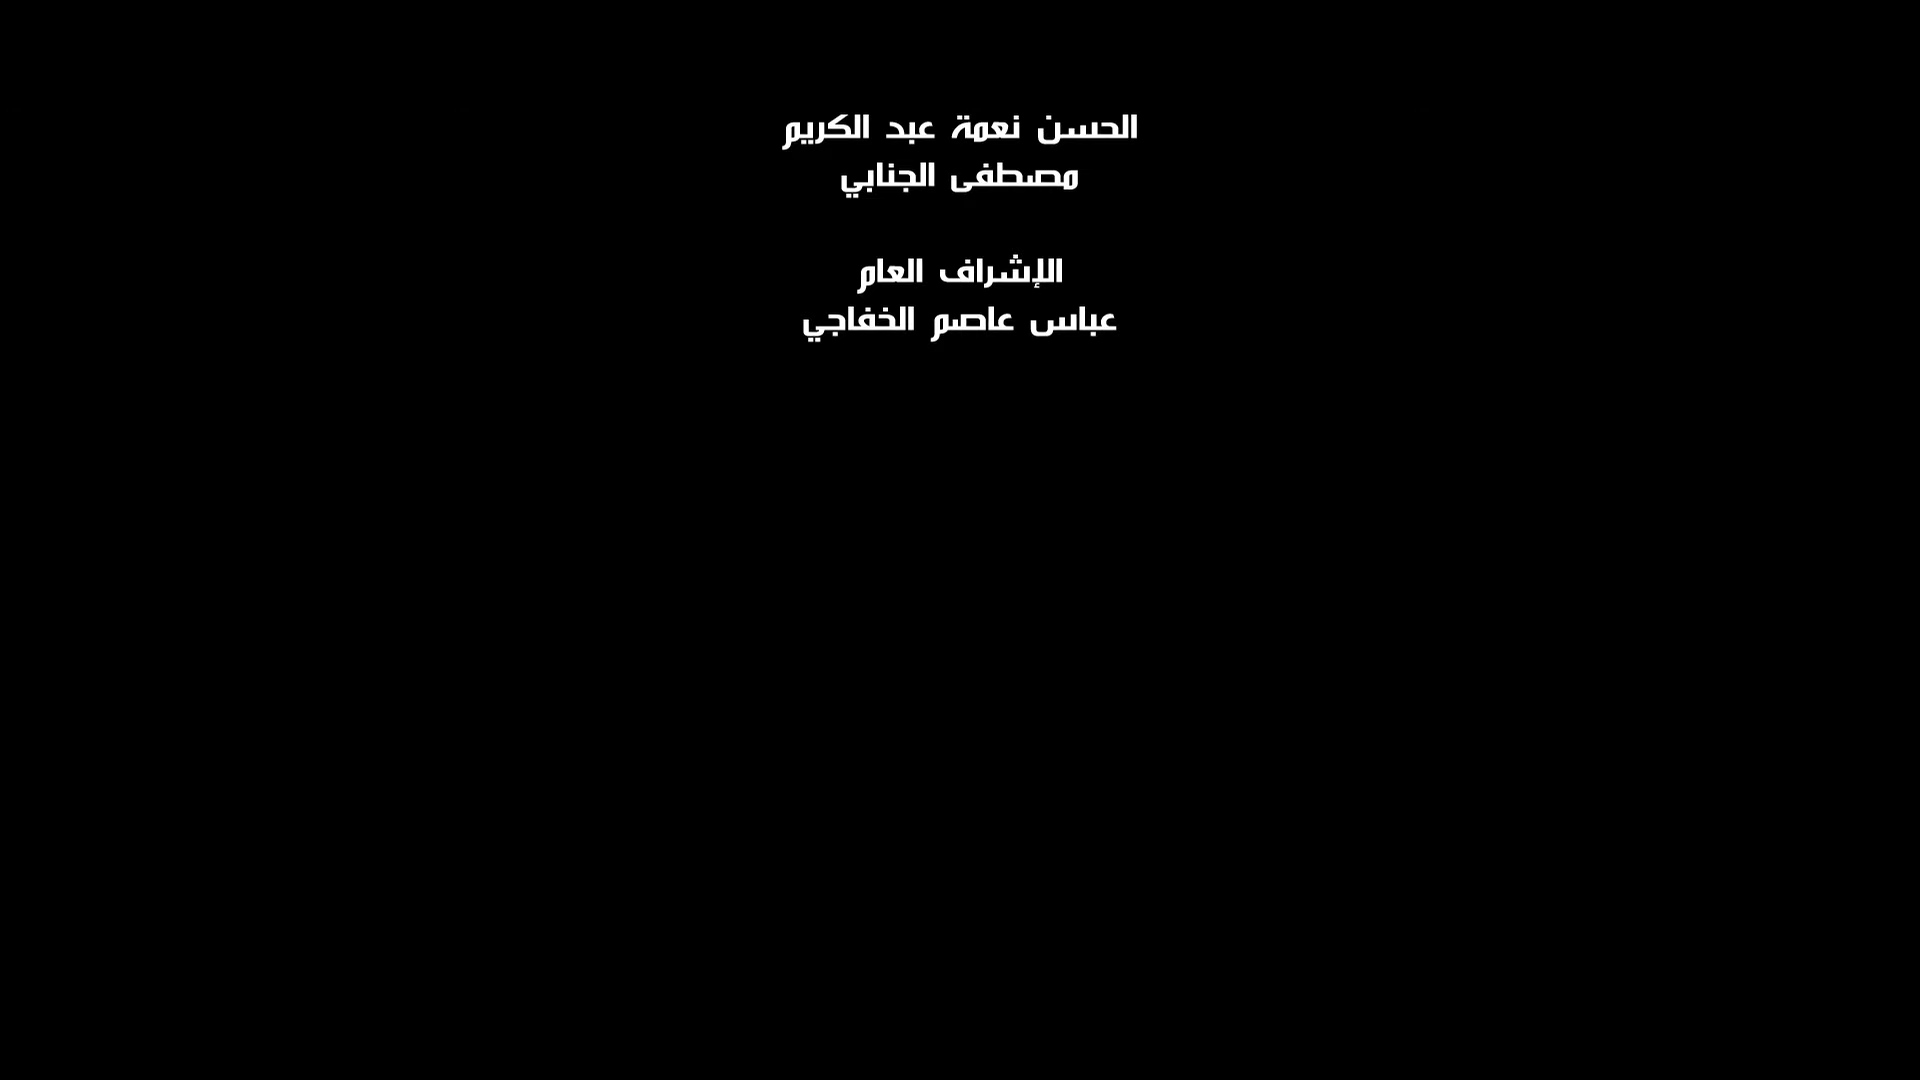 الحسن نعمة عبد الكريم
مصطفى الجنابي
الإشراف العام
عباس عاصم الخفاجي